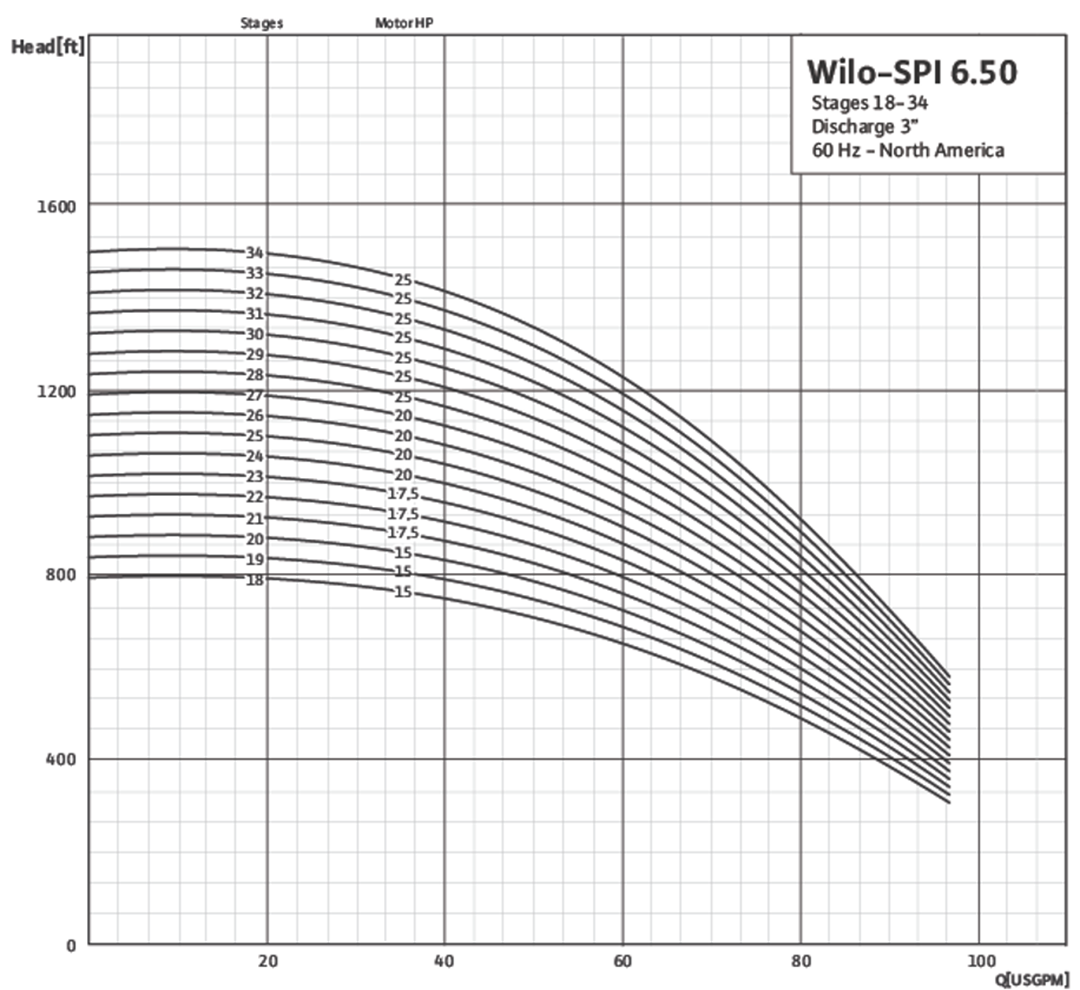 Stages MotorHP
Head[ft]
Wilo-SPI 6.50
Stages 18-34
Discharge 3”
60 Hz - North America
1600
34 25
33 25
32 25
31 25
30 25
29 25
28 25
1200
27 20
26 20
25 20
24 20
23 17,5
22 17,5
21 17,5
20 15
19 15
800
18 15
400
0
20 40 60 80 100
Q[USGPM]